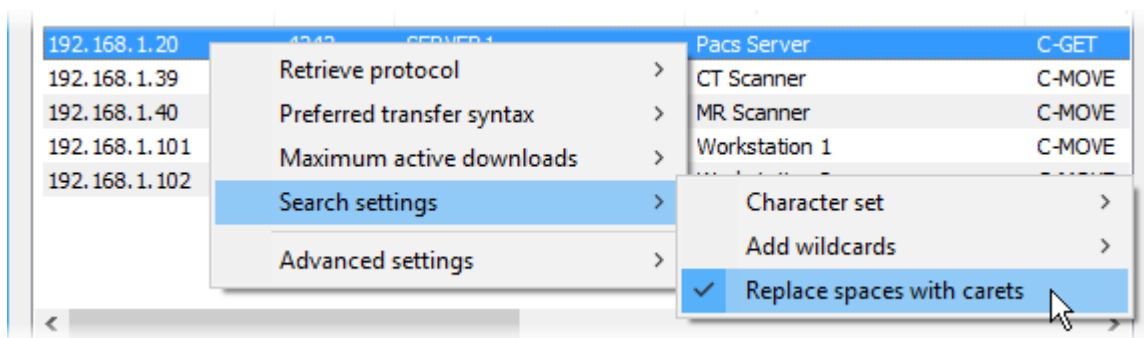 192.168.1.20 4242 SERVER1 Pacs Server C-GET
192.168.1.39 CT Scanner C-MOVE
192.168.1.40 MR Scanner C-MOVE
192.168.1.101 Workstation 1 C-MOVE
192.168.1.102
Retrieve protocol
Preferred transfer syntax
Maximum active downloads
Search settings
Advanced settings
Character set
Add wildcards
Replace spaces with carets